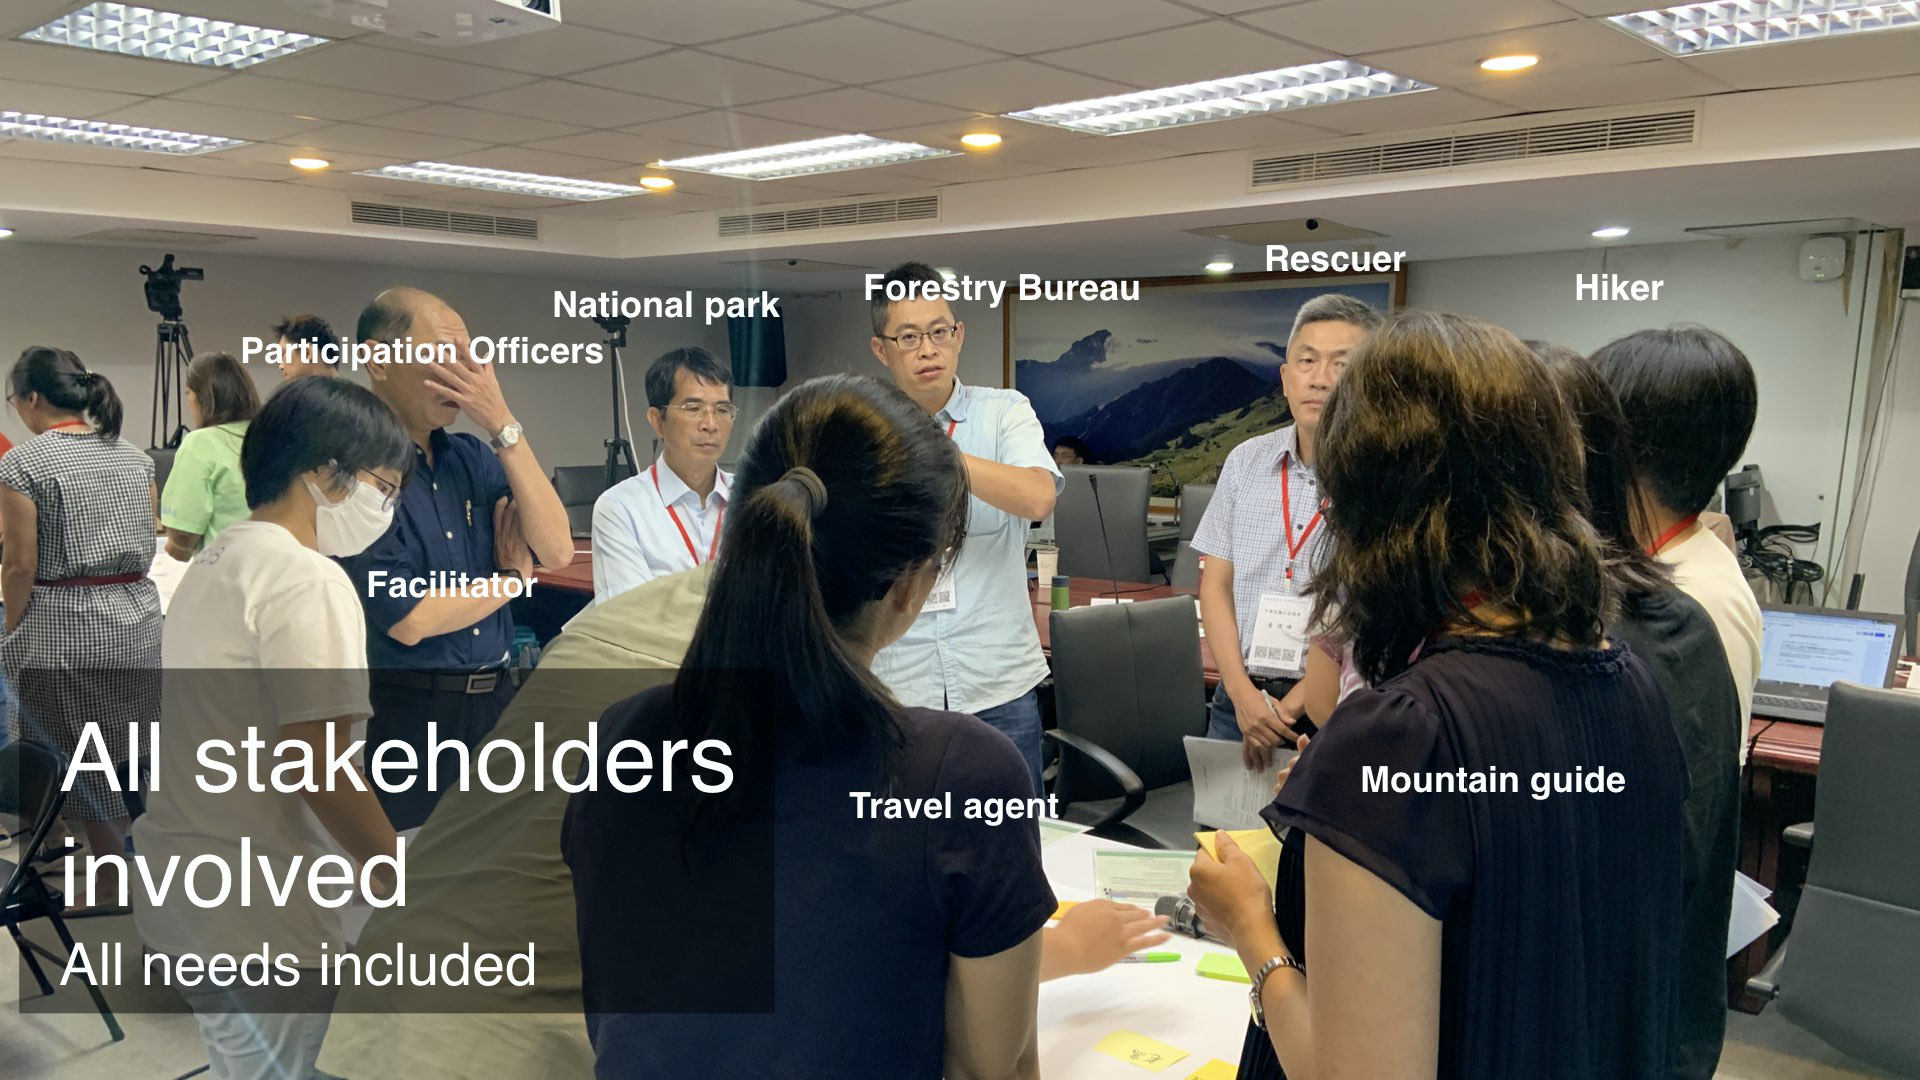 Rescuer
Forestry Bureau
Hiker
National park
Participation Officers
Facilitator
All stakeholders
involved
All needs included
Travel agent
Mountain guide